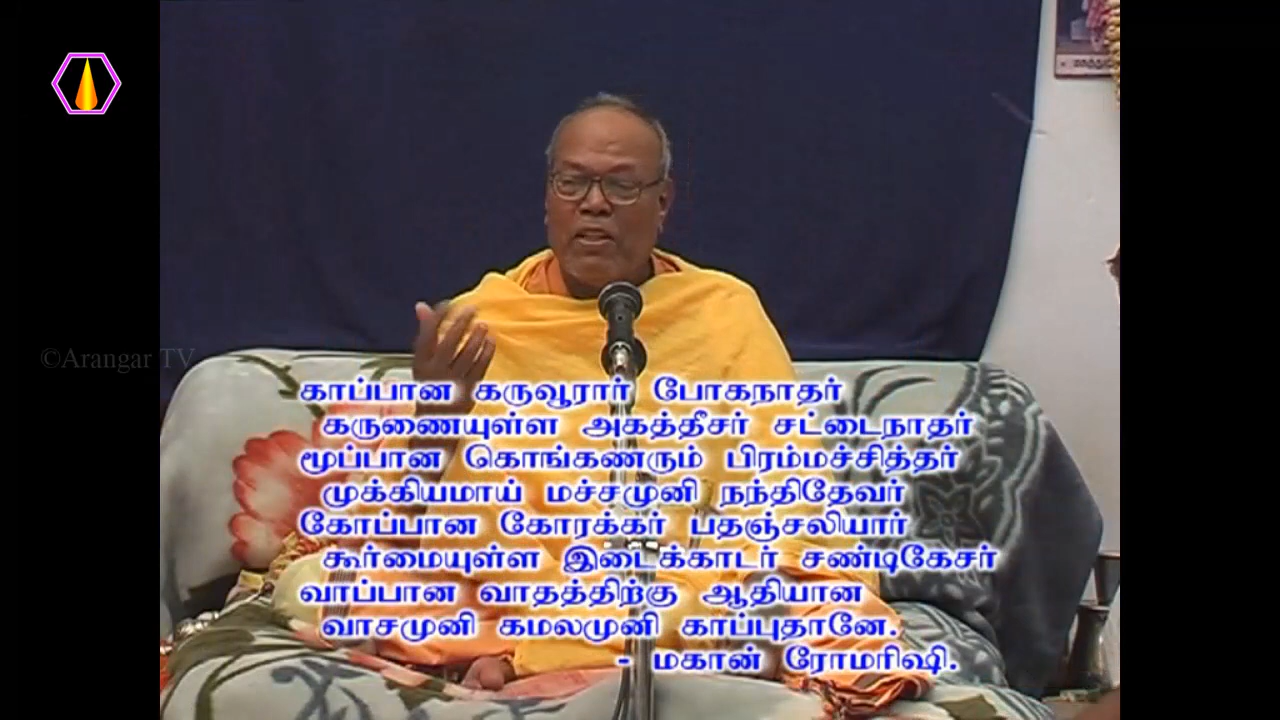 ©Arangar TV
காப்பான கருவூரார் போகநாதர்
கருணையுள்ள அகத்தீசர் சட்டைநாதர்
மூப்பான கொங்கணரும் பிரம்மச்சித்தர்
முக்கியமாய் மச்சமுனி நந்திதேவர்
கோப்பான கோரக்கர் பதஞ்சலியார்
கூர்மையுள்ள இடைக்காடர் சண்டிகேசர்
வாப்பான வாதத்திற்கு ஆதியான
வாசமுனி கமலமுனி காப்புதானே.
- மகான் ரோமரிஷி.